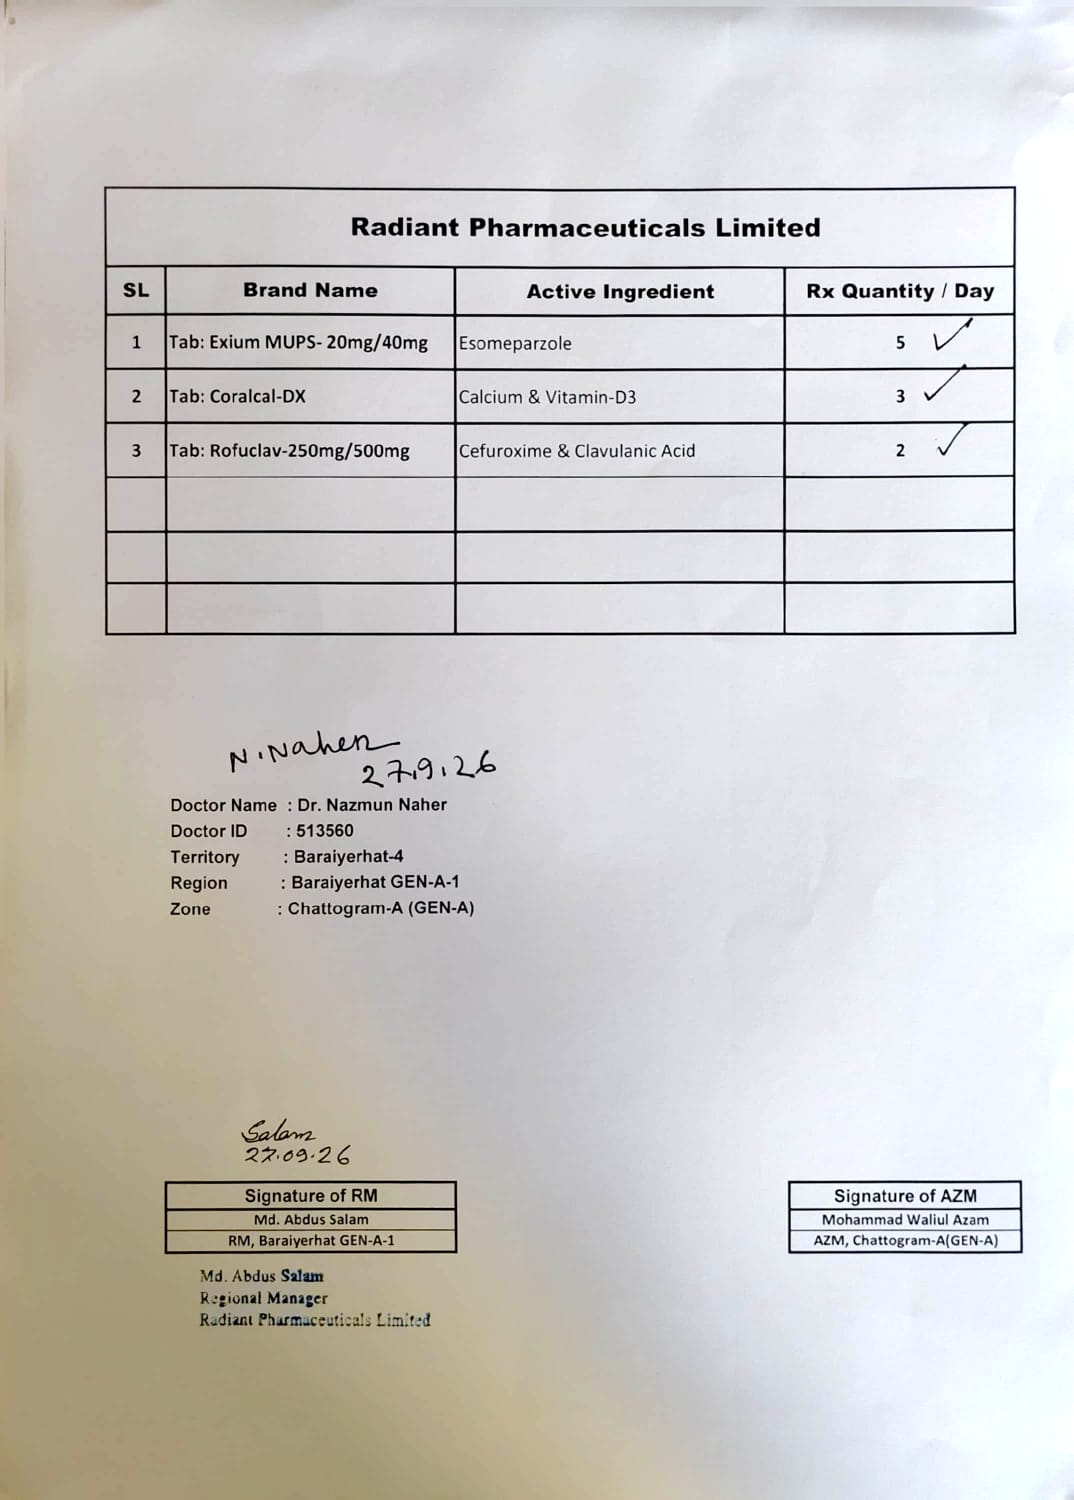 Radiant Pharmaceuticals Limited
SL Brand Name Active Ingredient Rx Quantity / Day
1 Tab: Exium MUPS- 20mg/40mg Esomeparzole 5 ✓
2 Tab: Coralcal-DX Calcium & Vitamin-D3 3 ✓
3 Tab: Rofuclav-250mg/500mg Cefuroxime & Clavulanic Acid 2 ✓
N. Naher
27.9.26
Doctor Name : Dr. Nazmun Naher
Doctor ID : 513560
Territory : Baraiyerhat-4
Region : Baraiyerhat GEN-A-1
Zone : Chattogram-A (GEN-A)
Salam
27.09.26
Signature of RM
Md. Abdus Salam
RM, Baraiyerhat GEN-A-1
Signature of AZM
Mohammad Waliul Azam
AZM, Chattogram-A(GEN-A)
Md. Abdus Salam
Regional Manager
Radiant Pharmaceuticals Limited